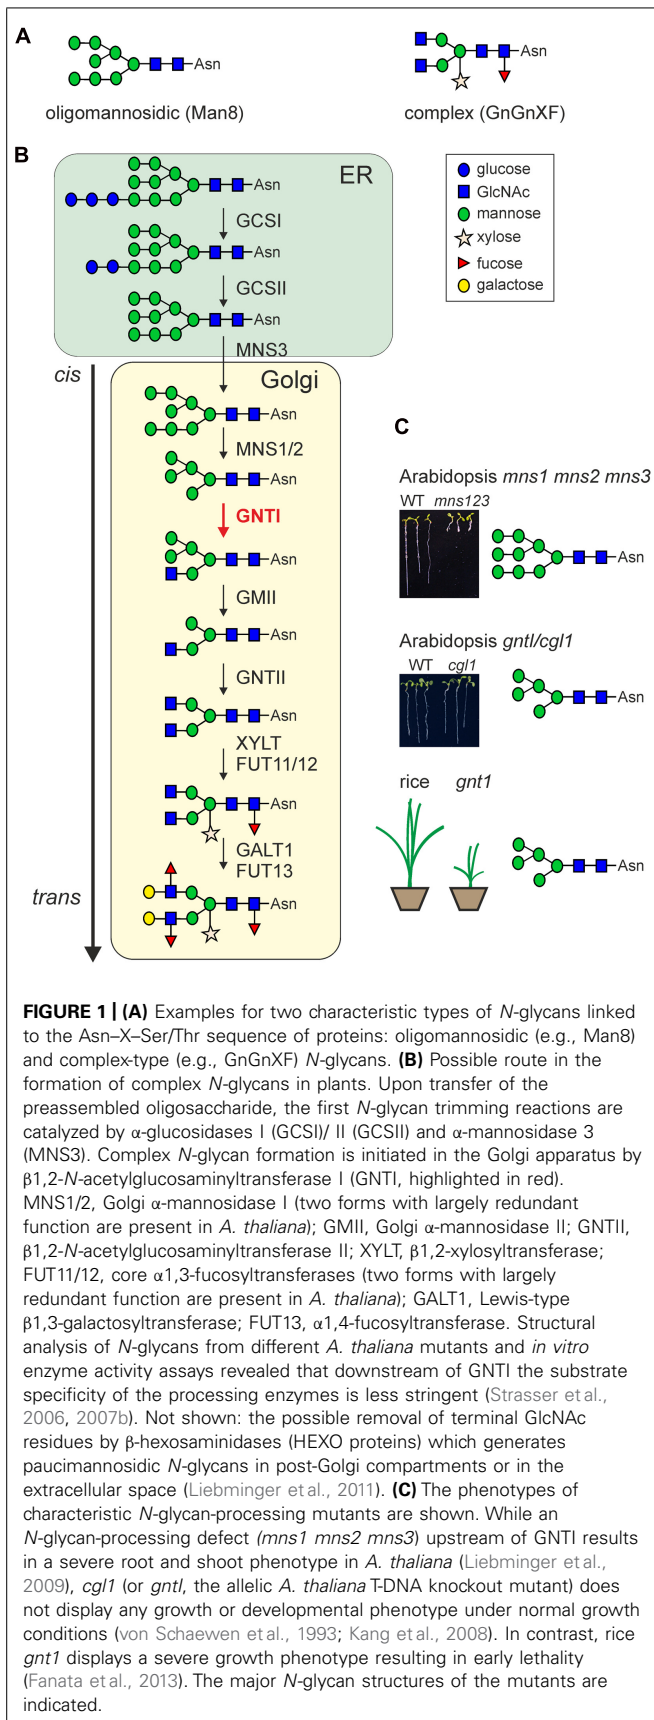 A
Asn
Asn
oligomannosidic (Man8)
complex (GnGnXF)
B
ER
Asn
GCSI
Asn
GCSII
Asn
MNS3
glucose
GlcNAc
mannose
xylose
fucose
galactose
cis
Golgi
Asn
MNS1/2
Asn
GNTI
Asn
GMII
Asn
GNTII
Asn
XYLT
FUT11/12
Asn
GALT1
FUT13
trans
Asn
C
Arabidopsis mns1 mns2 mns3
WT mns123
Asn
Arabidopsis gntI/cgl1
WT cgl1
Asn
rice gnt1
Asn
FIGURE 1 | (A) Examples for two characteristic types of N-glycans linked
to the Asn–X–Ser/Thr sequence of proteins: oligomannosidic (e.g., Man8)
and complex-type (e.g., GnGnXF) N-glycans. (B) Possible route in the
formation of complex N-glycans in plants. Upon transfer of the
preassembled oligosaccharide, the first N-glycan trimming reactions are
catalyzed by α-glucosidases I (GCSI)/ II (GCSII) and α-mannosidase 3
(MNS3). Complex N-glycan formation is initiated in the Golgi apparatus by
β1,2-N-acetylglucosaminyltransferase I (GNTI, highlighted in red).
MNS1/2, Golgi α-mannosidase I (two forms with largely redundant
function are present in A. thaliana); GMII, Golgi α-mannosidase II; GNTII,
β1,2-N-acetylglucosaminyltransferase II; XYLT, β1,2-xylosyltransferase;
FUT11/12, core α1,3-fucosyltransferases (two forms with largely
redundant function are present in A. thaliana); GALT1, Lewis-type
β1,3-galactosyltransferase; FUT13, α1,4-fucosyltransferase. Structural
analysis of N-glycans from different A. thaliana mutants and in vitro
enzyme activity assays revealed that downstream of GNTI the substrate
specificity of the processing enzymes is less stringent (Strasser et al.,
2006, 2007b). Not shown: the possible removal of terminal GlcNAc
residues by β-hexosaminidases (HEXO proteins) which generates
paucimannosidic N-glycans in post-Golgi compartments or in the
extracellular space (Liebminger et al., 2011). (C) The phenotypes of
characteristic N-glycan-processing mutants are shown. While an
N-glycan-processing defect (mns1 mns2 mns3) upstream of GNTI results
in a severe root and shoot phenotype in A. thaliana (Liebminger et al.,
2009), cgl1 (or gntI, the allelic A. thaliana T-DNA knockout mutant) does
not display any growth or developmental phenotype under normal growth
conditions (von Schaewen et al., 1993; Kang et al., 2008). In contrast, rice
gnt1 displays a severe growth phenotype resulting in early lethality
(Fanata et al., 2013). The major N-glycan structures of the mutants are
indicated.